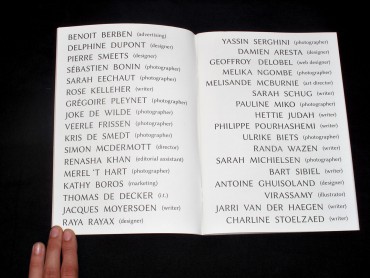 BENOIT BERBEN (advertising)
DELPHINE DUPONT (designer)
PIERRE SMEETS (designer)
SÉBASTIEN BONIN (photographer)
SARAH EECHAUT (photographer)
ROSE KELLEHER (writer)
GRÉGOIRE PLEYNET (photographer)
JOKE DE WILDE (photographer)
VEERLE FRISSEN (photographer)
KRIS DE SMEDT (photographer)
SIMON MCDERMOTT (director)
RENASHA KHAN (editorial assistant)
MEREL 'T HART (photographer)
KATHY BOROS (marketing)
THOMAS DE DECKER (i.t.)
JACQUES MOYERSOEN (writer)
RAYA RAYAX (designer)
YASSIN SERGHINI (photographer)
DAMIEN ARESTA (designer)
GEOFFROY DELOBEL (web designer)
MELIKA NGOMBE (photographer)
MELISANDE MCBURNIE (art director)
SARAH SCHUG (writer)
PAULINE MIKO (photographer)
HETTIE JUDAH (writer)
PHILIPPE POURHASHEMI (writer)
ULRIKE BIETS (photographer)
RANDA WAZEN (writer)
SARAH MICHIELSEN (photographer)
BART SIBIEL (writer)
ANTOINE GHUISOLAND (designer)
VIRASSAMY (illustrator)
JARRI VAN DER HAEGEN (writer)
CHARLINE STOELZAED (writer)